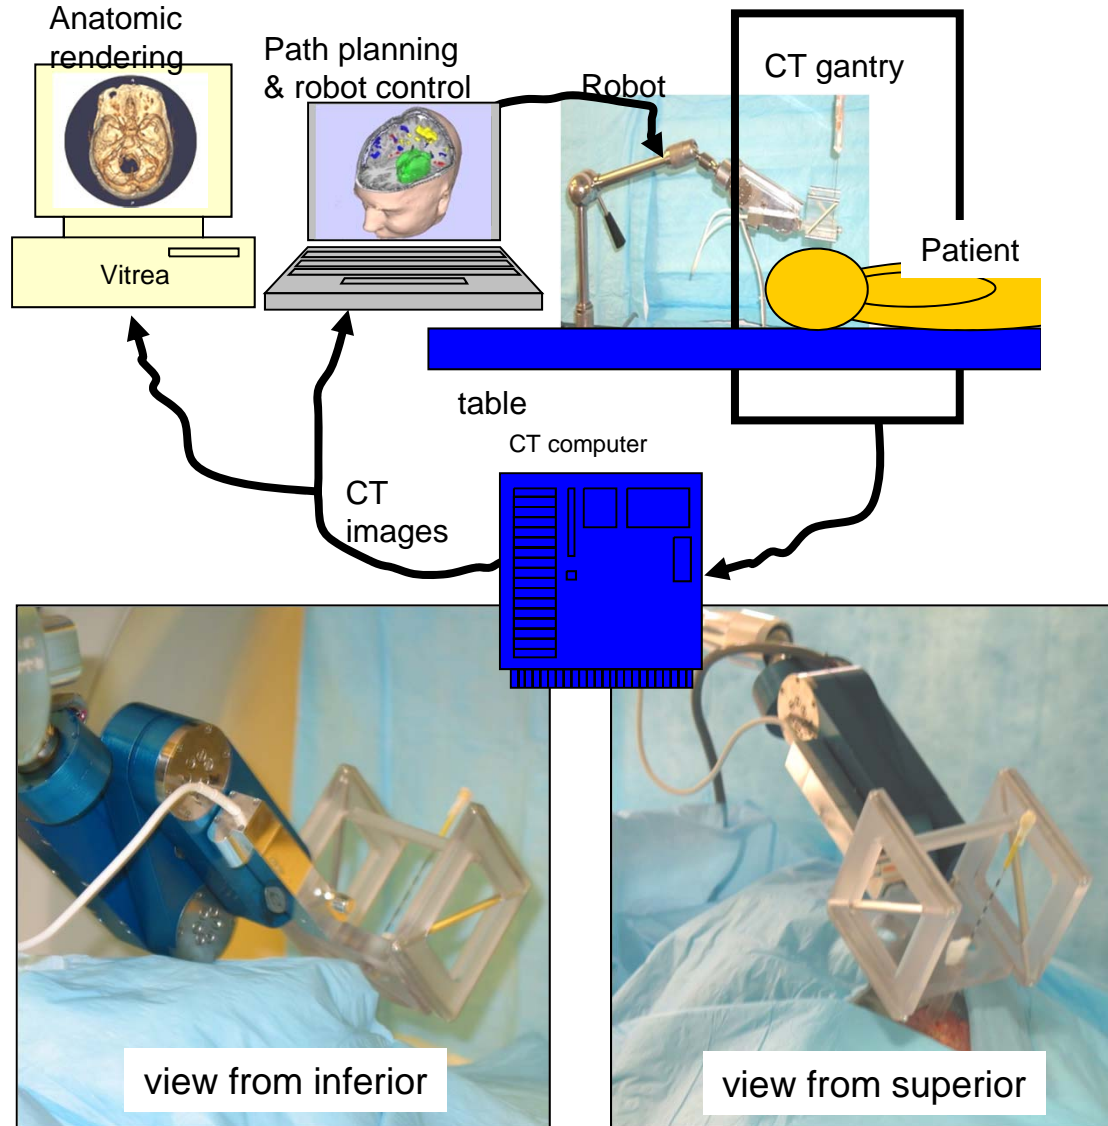 Anatomic
rendering
Path planning
& robot control
Robot
CT gantry
Patient
Vitrea
table
CT computer
CT
images
view from inferior
view from superior